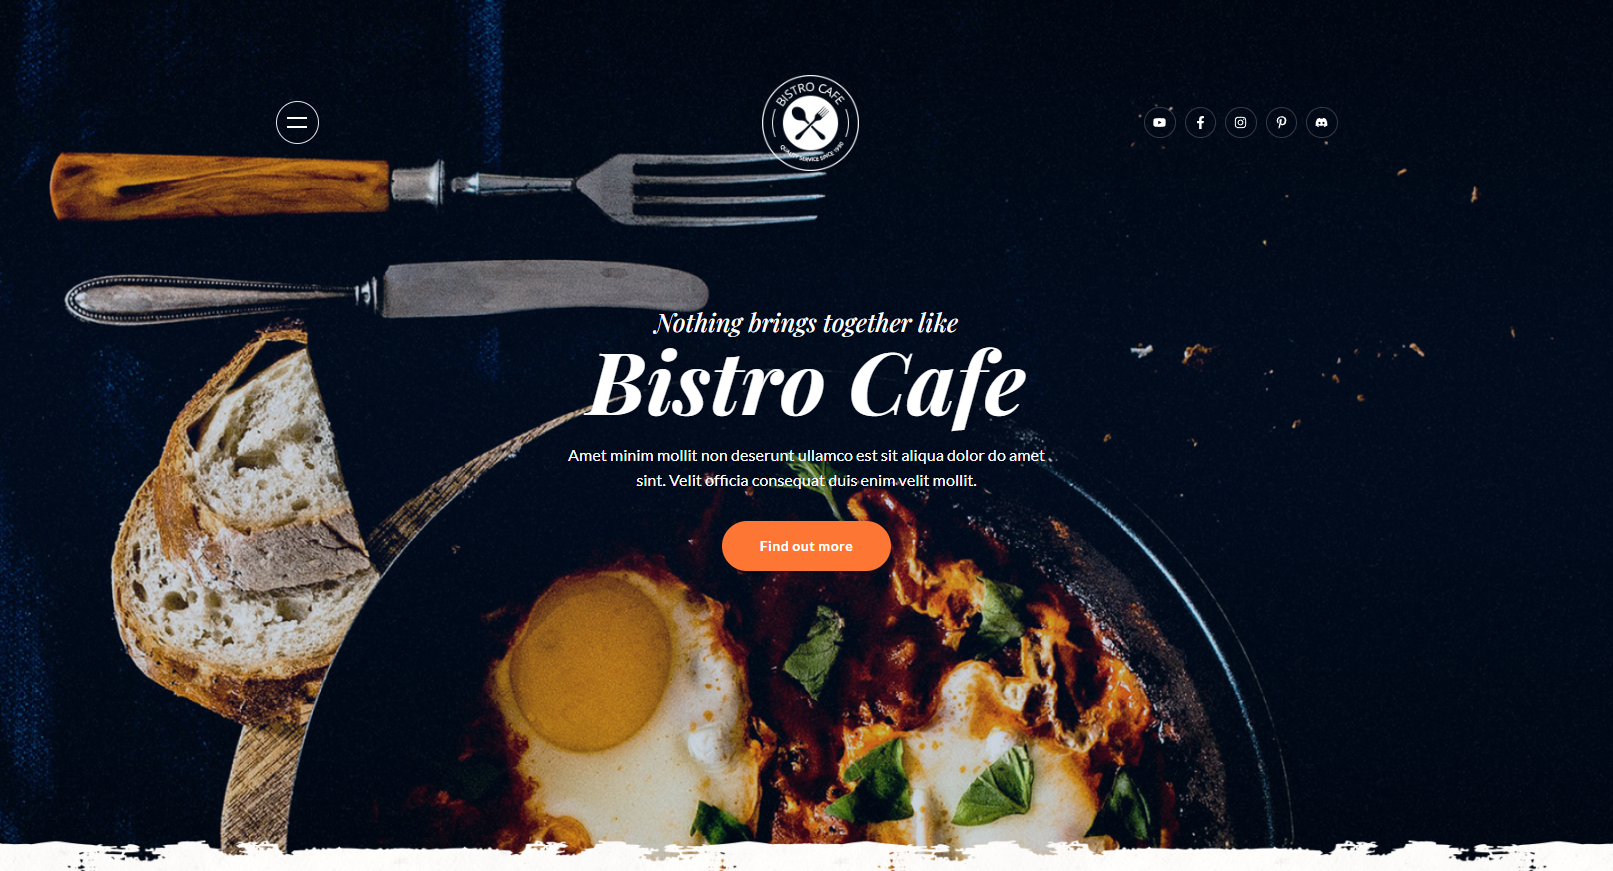 BISTRO CAFE
QUALITY SERVICE SINCE 1990
Nothing brings together like
Bistro Cafe
Amet minim mollit non deserunt ullamco est sit aliqua dolor do amet
sint. Velit officia consequat duis enim velit mollit.
Find out more